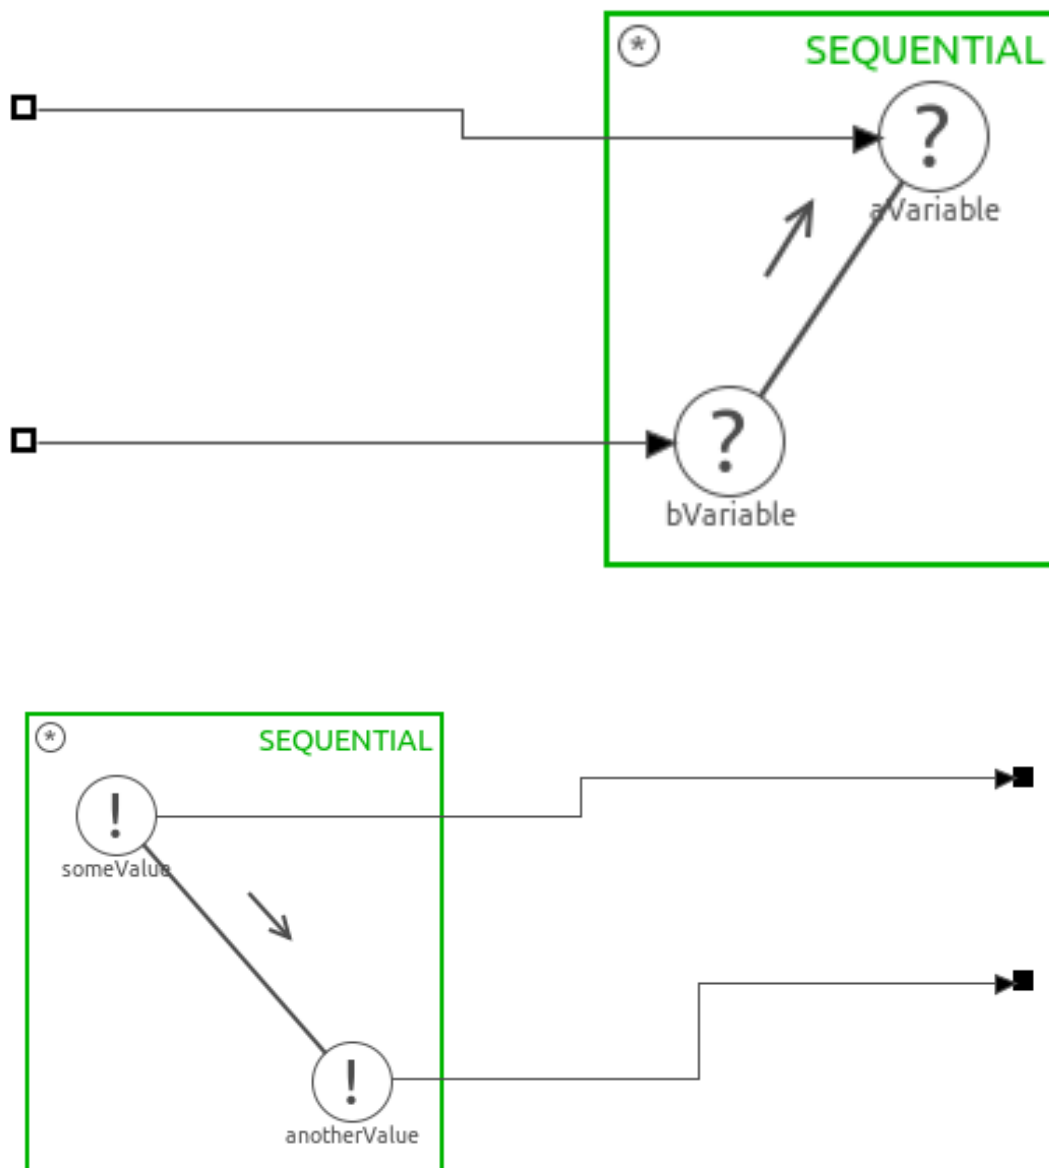 * SEQUENTIAL
?
aVariable
?
bVariable
* SEQUENTIAL
!
someValue
!
anotherValue